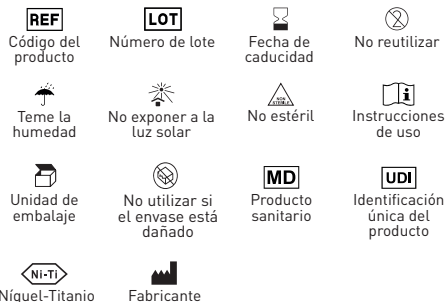 REF
LOT
Código del
producto
Número de lote
Fecha de
caducidad
No reutilizar
Teme la
humedad
No exponer a la
luz solar
NON
STERILE
No estéril
i
Instrucciones
de uso
Unidad de
embalaje
No utilizar si
el envase está
dañado
MD
Producto
sanitario
UDI
Identificación
única del
producto
Ni-Ti
Níquel-Titanio
Fabricante